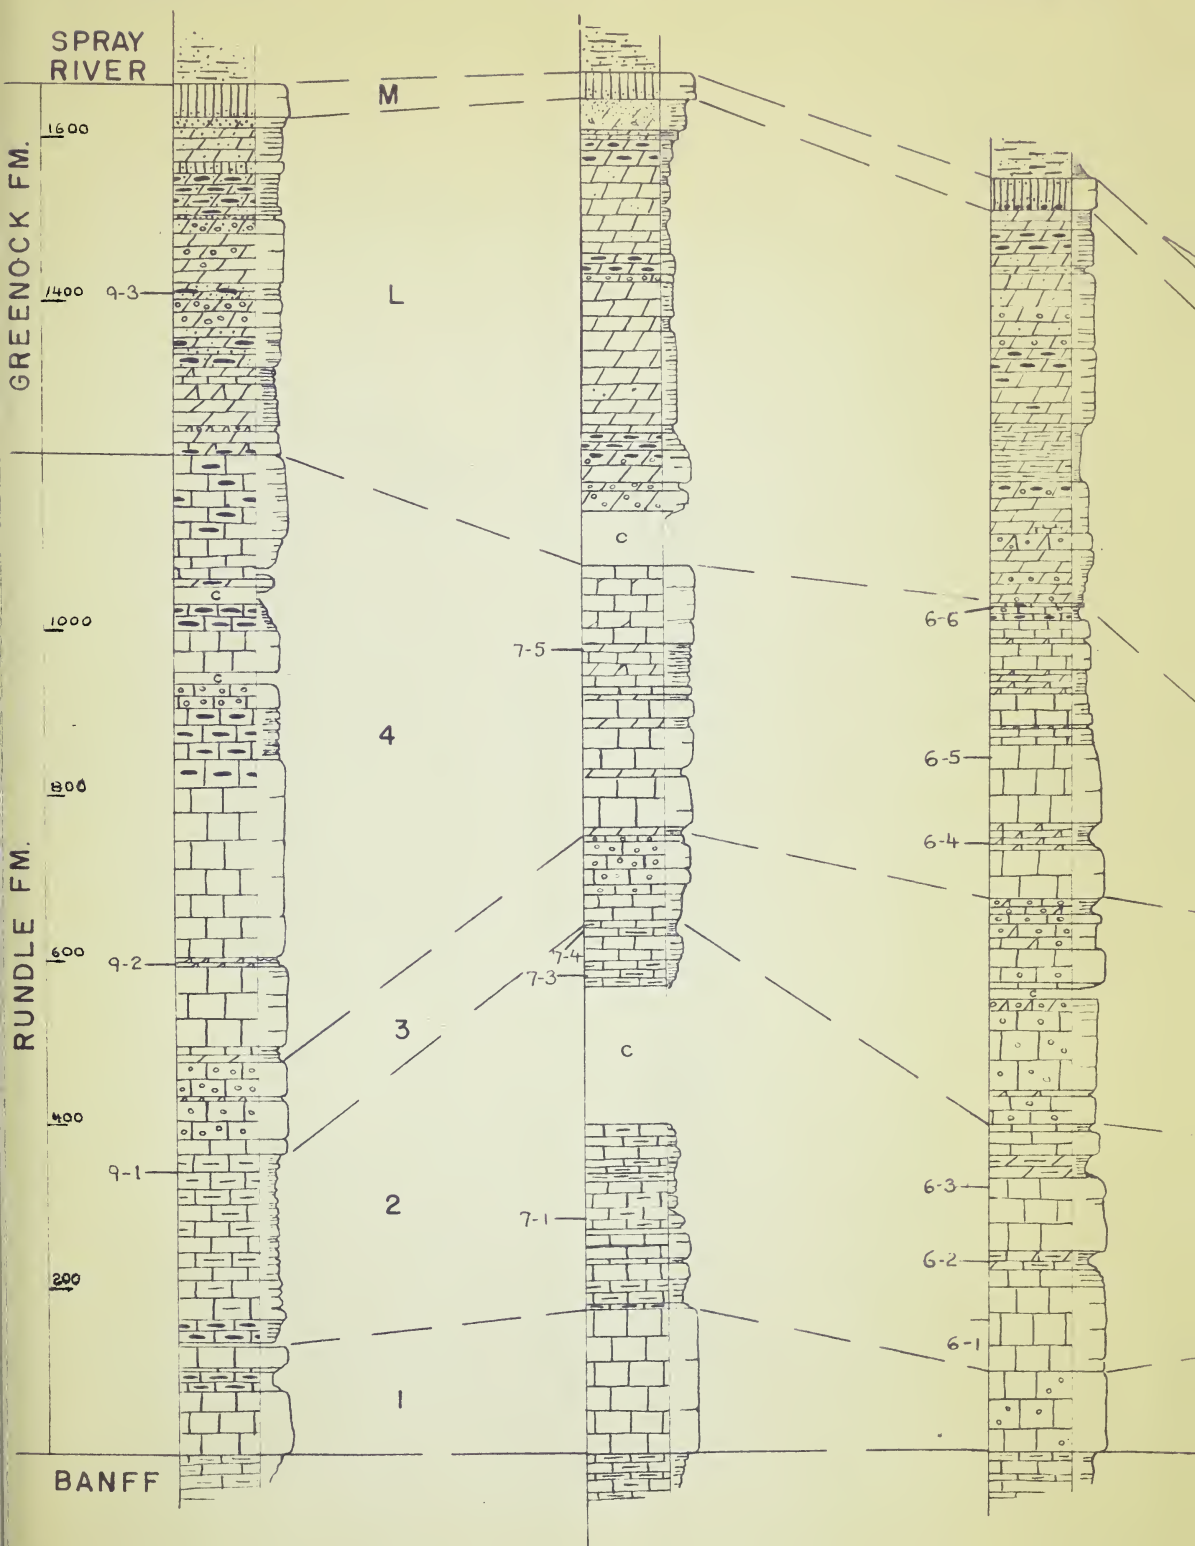 SPRAY
RIVER
M
1600
GREENOCK FM.
L
9-3
1400
C
C
1000
6-6
7-5
C
4
6-5
800
6-4
RUNDLE FM.
600
9-2
7-4
7-3
C
3
C
400
9-1
6-3
2
7-1
6-2
200
6-1
1
BANFF